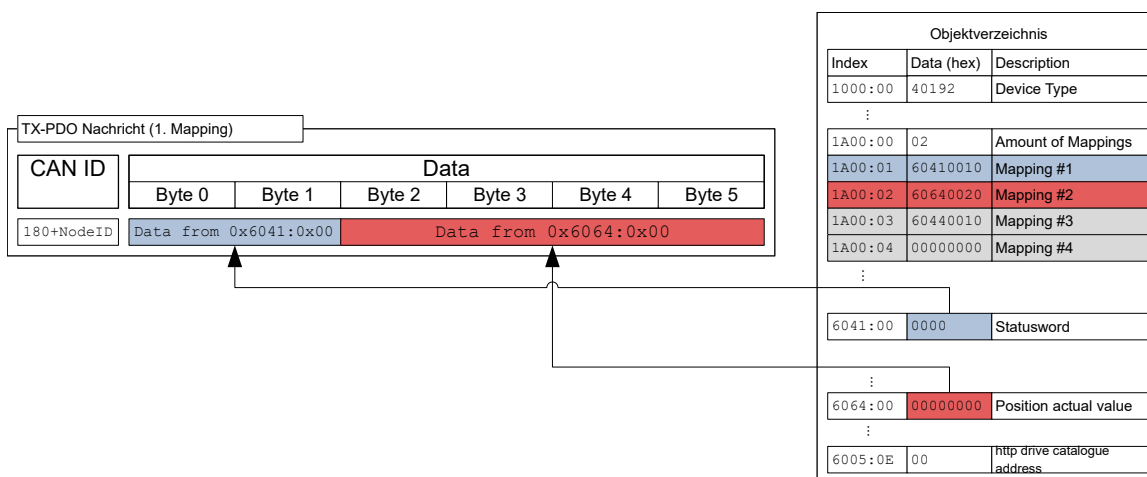 TX-PDO Nachricht (1. Mapping)
CAN ID
Data
Byte 0 Byte 1 Byte 2 Byte 3 Byte 4 Byte 5
180+NodeID Data from 0x6041:0x00 Data from 0x6064:0x00
Objektverzeichnis
Index Data (hex) Description
1000:00 40192 Device Type
⋮
1A00:00 02 Amount of Mappings
1A00:01 60410010 Mapping #1
1A00:02 60640020 Mapping #2
1A00:03 60440010 Mapping #3
1A00:04 00000000 Mapping #4
⋮
6041:00 0000 Statusword
⋮
6064:00 00000000 Position actual value
⋮
6005:0E 00 http drive catalogue
address